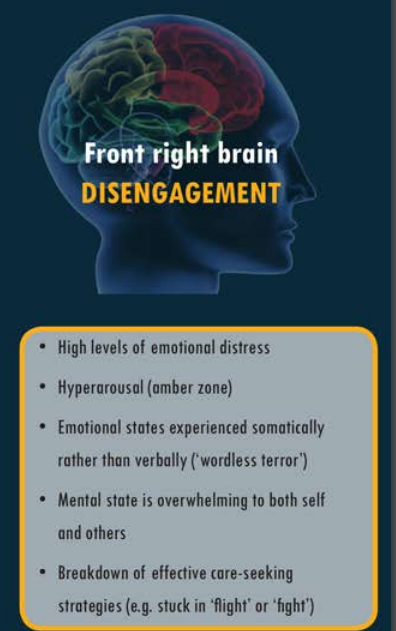 Front right brain
DISENGAGEMENT
• High levels of emotional distress
• Hyperarousal (amber zone)
• Emotional states experienced somatically
rather than verbally (‘wordless terror’)
• Mental state is overwhelming to both self
and others
• Breakdown of effective care-seeking
strategies (e.g. stuck in ‘flight’ or ‘fight’)